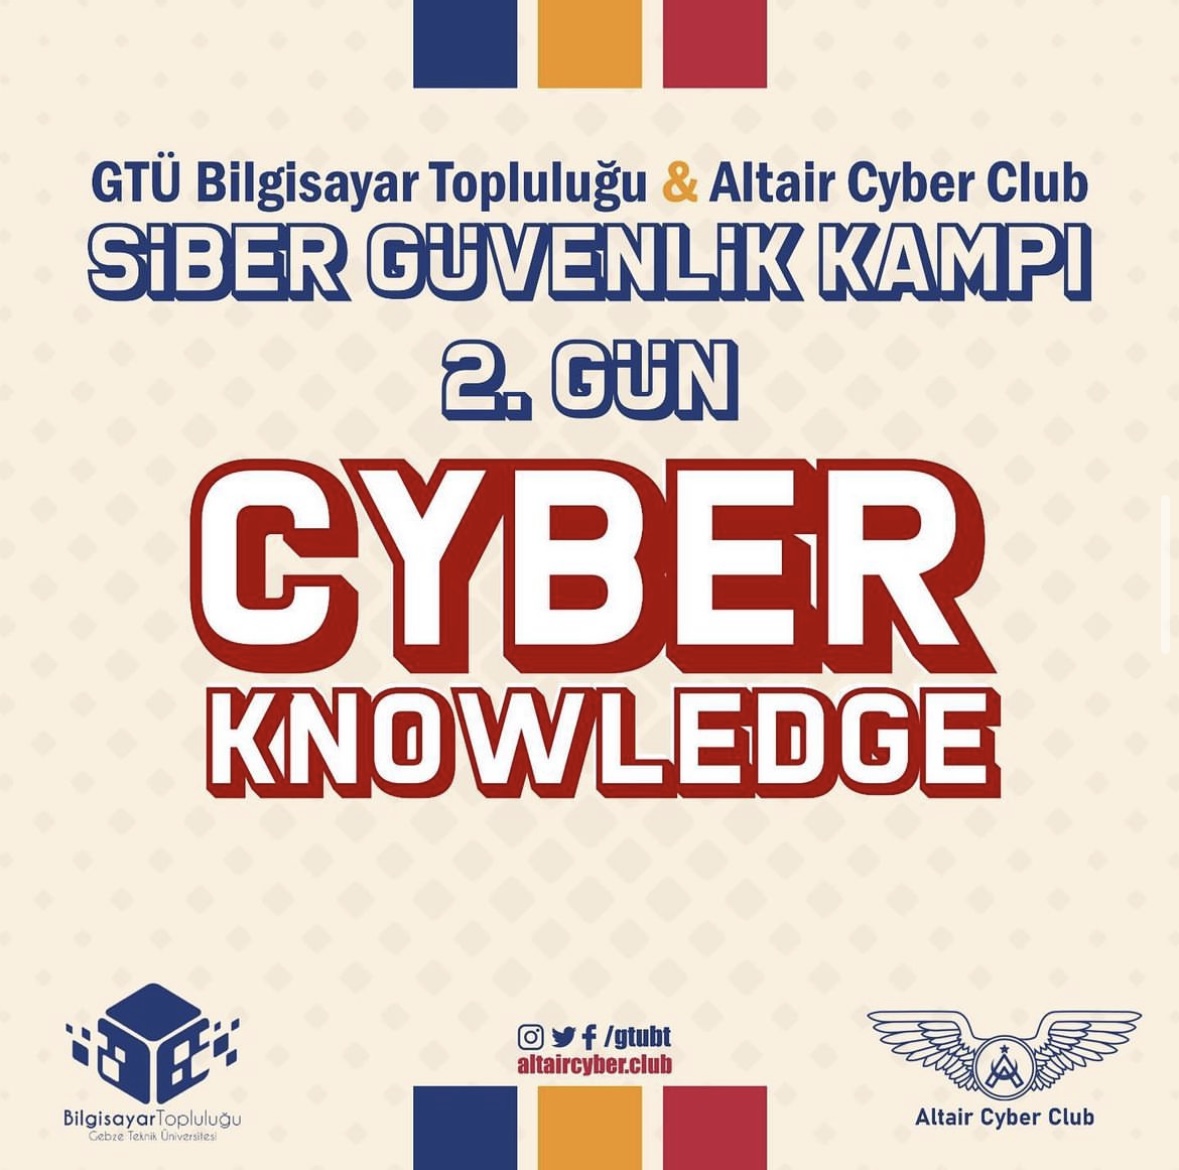 GTÜ Bilgisayar Topluluğu & Altair Cyber Club
SİBER GÜVENLİK KAMPI
2. GÜN
CYBER
KNOWLEDGE
/gtubt
altaircyber.club
BilgisayarTopluluğu
Gebze Teknik Üniversitesi
Altair Cyber Club